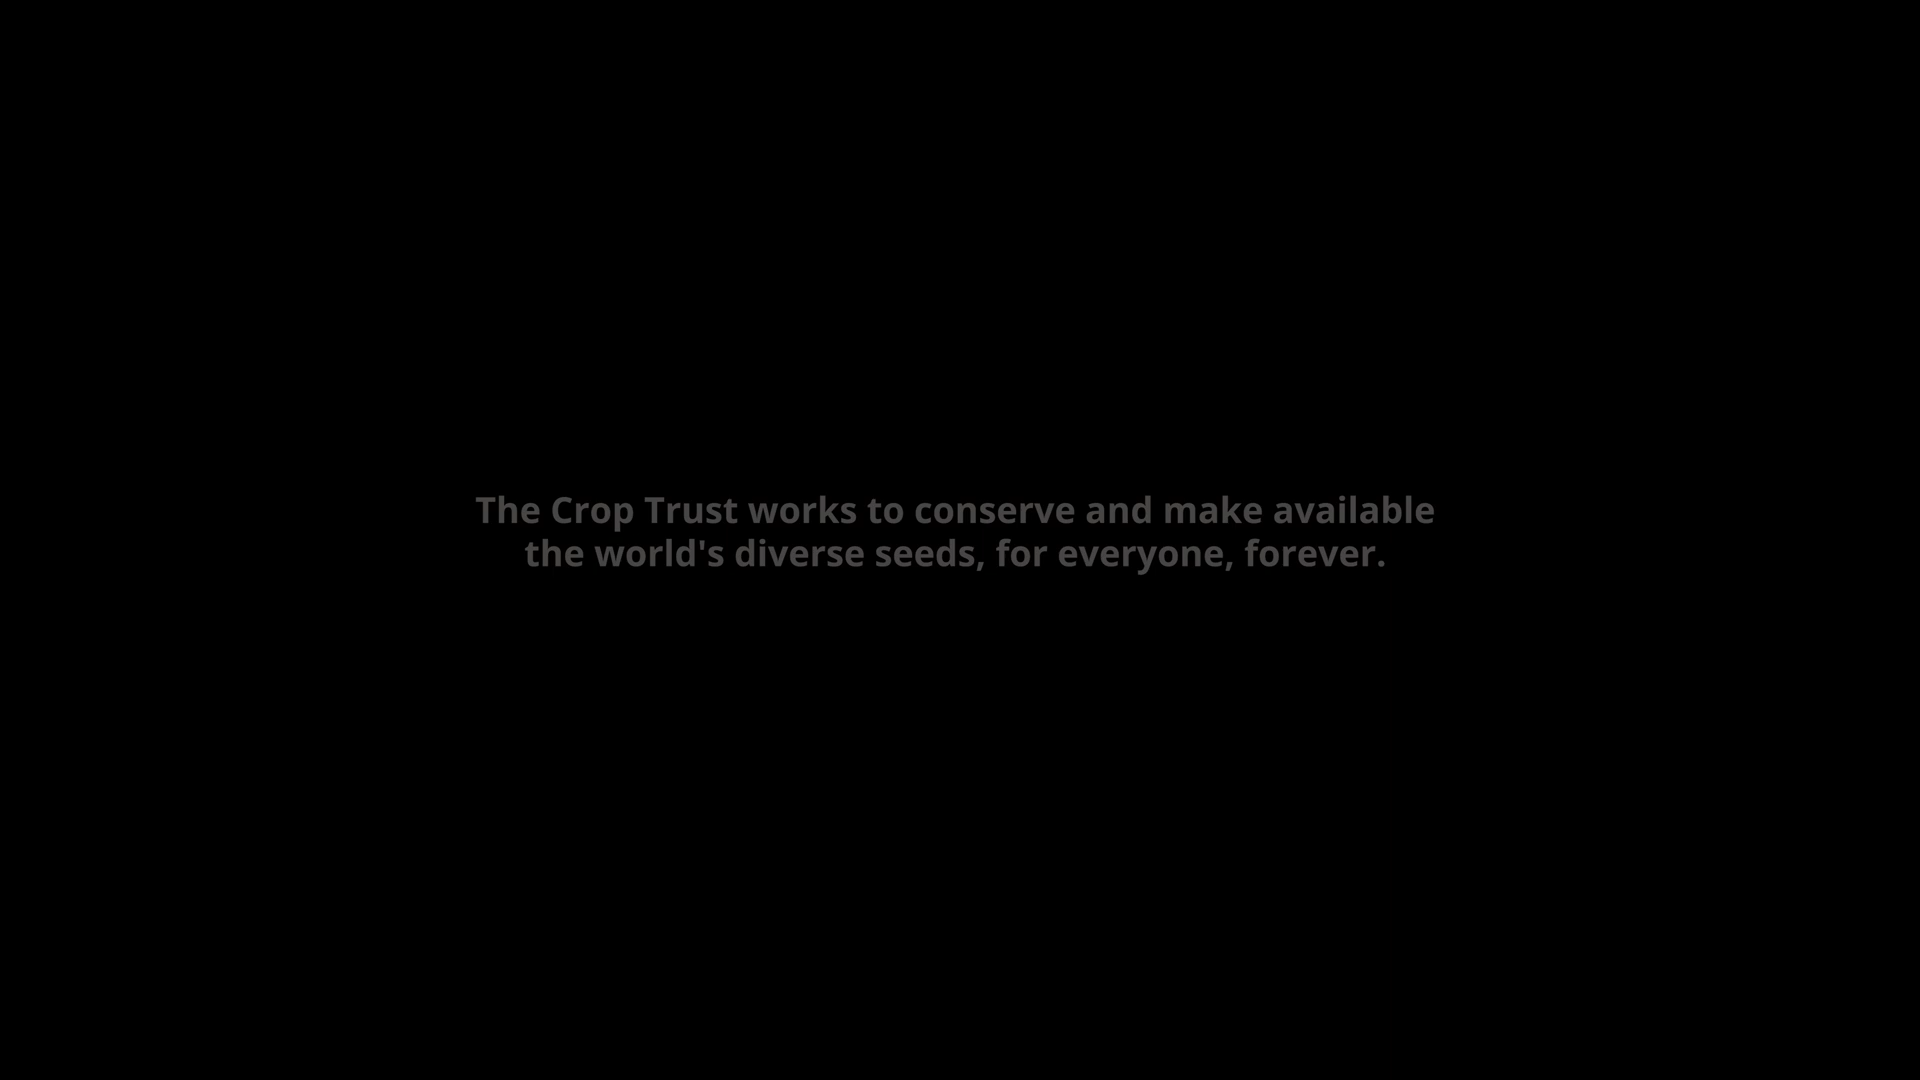 The Crop Trust works to conserve and make available
the world's diverse seeds, for everyone, forever.